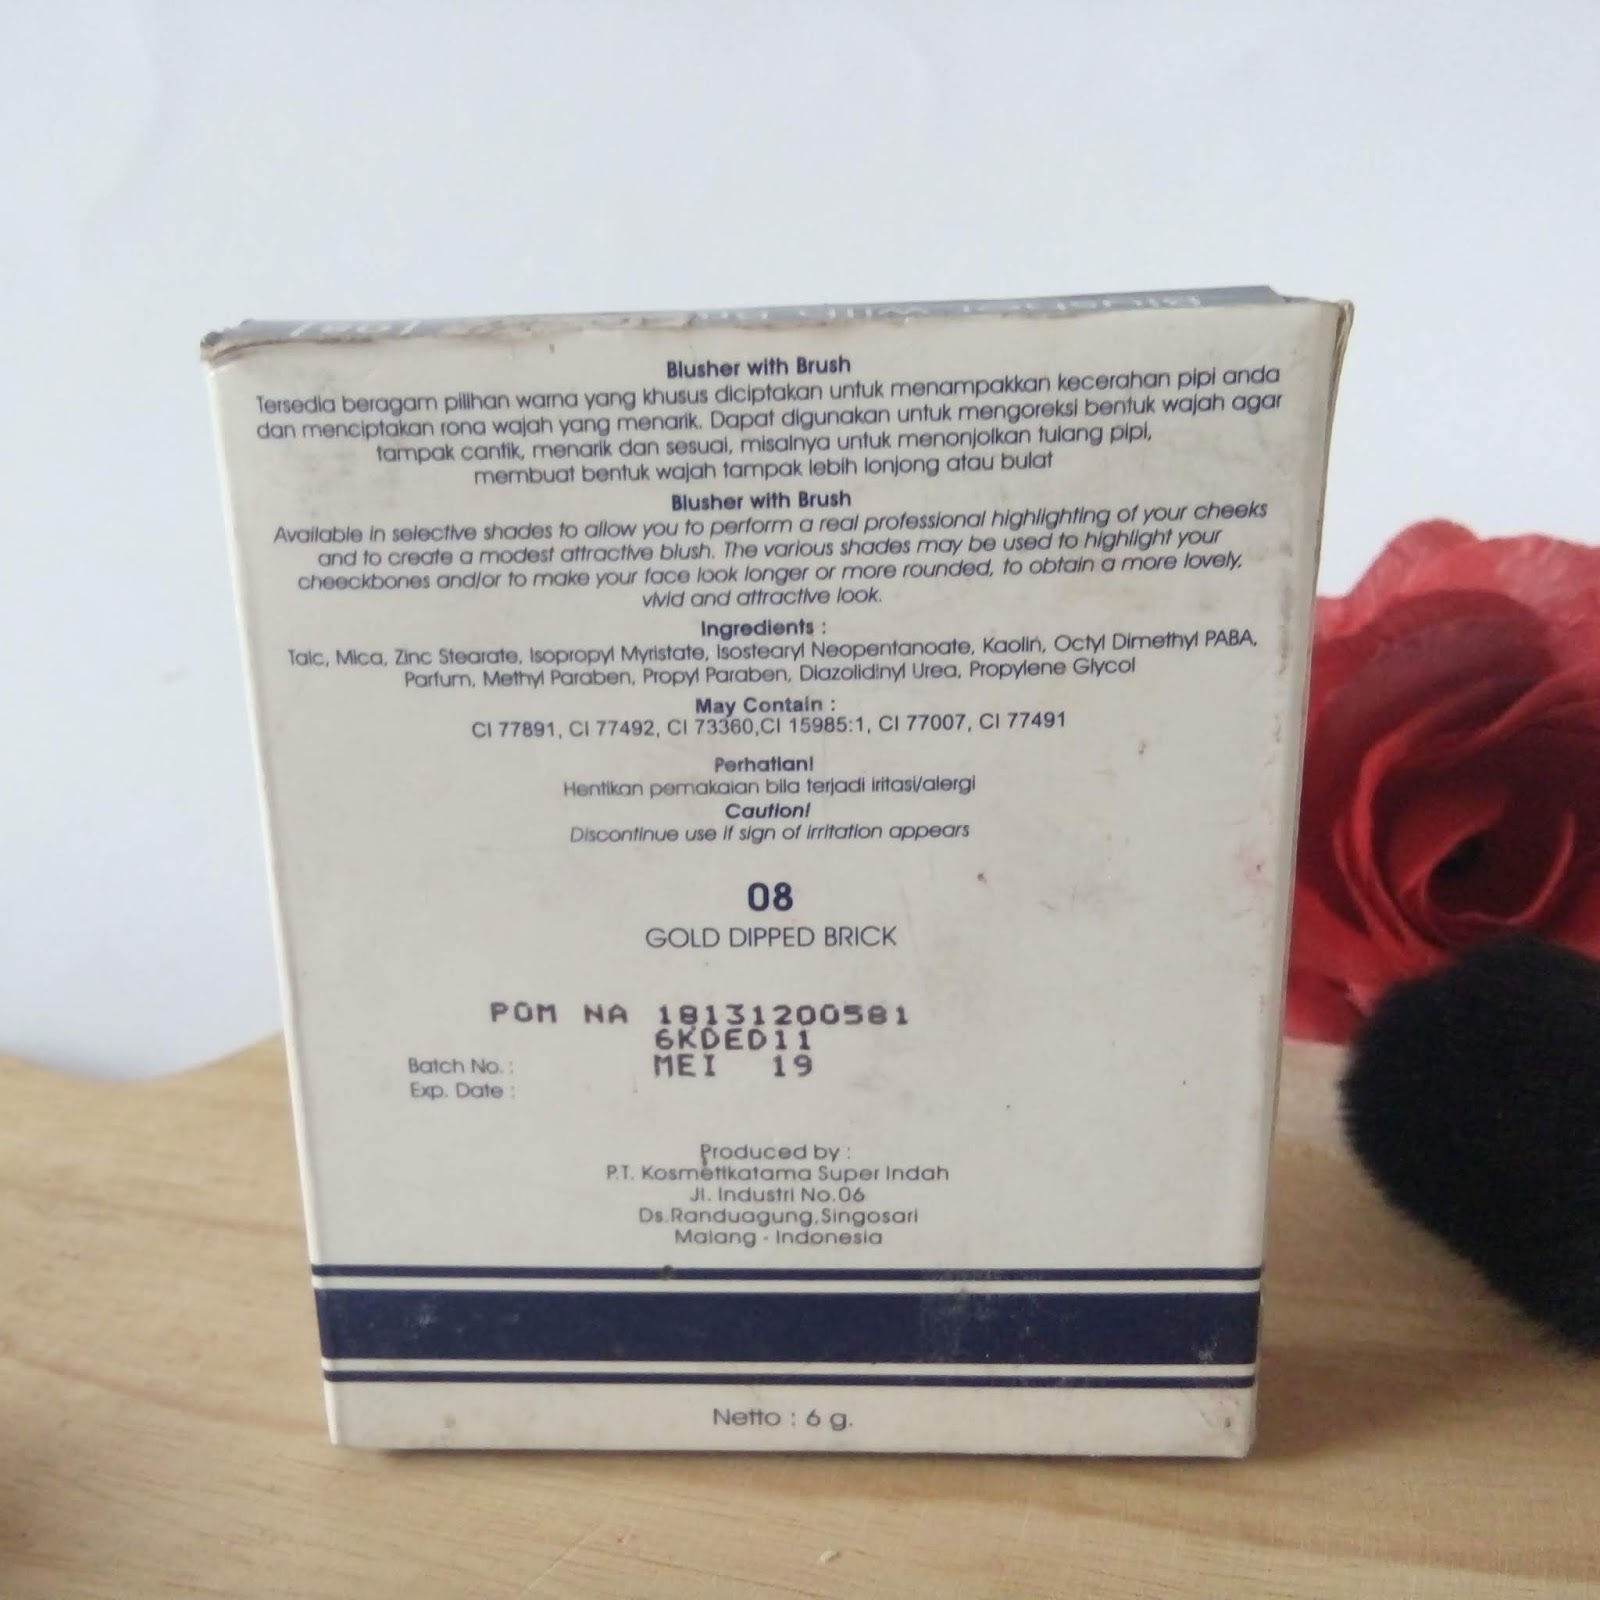 Blusher with Brush
Tersedia beragam pilihan warna yang khusus diciptakan untuk menampakkan kecerahan pipi anda
dan menciptakan rona wajah yang menarik. Dapat digunakan untuk mengoreksi bentuk wajah agar
tampak cantik, menarik dan sesuai, misalnya untuk menonjolkan tulang pipi,
membuat bentuk wajah tampak lebih lonjong atau bulat
Blusher with Brush
Available in selective shades to allow you to perform a real professional highlighting of your cheeks
and to create a modest attractive blush. The various shades may be used to highlight your
cheeckbones and/or to make your face look longer or more rounded, to obtain a more lovely,
vivid and attractive look.
Ingredients :
Talc, Mica, Zinc Stearate, Isopropyl Myristate, Isostearyl Neopentanoate, Kaolin, Octyl Dimethyl PABA,
Parfum, Methyl Paraben, Propyl Paraben, Diazolidinyl Urea, Propylene Glycol
May Contain :
CI 77891, CI 77492, CI 73360,CI 15985:1, CI 77007, CI 77491
Perhatian!
Hentikan pemakaian bila terjadi iritasi/alergi
Caution!
Discontinue use if sign of irritation appears
08
GOLD DIPPED BRICK
POM NA 18131200581
6KDED11
Batch No. : MEI 19
Exp. Date :
Produced by :
P.T. Kosmetikatama Super Indah
Jl. Industri No.06
Ds.Randuagung,Singosari
Malang - Indonesia
Netto : 6 g.